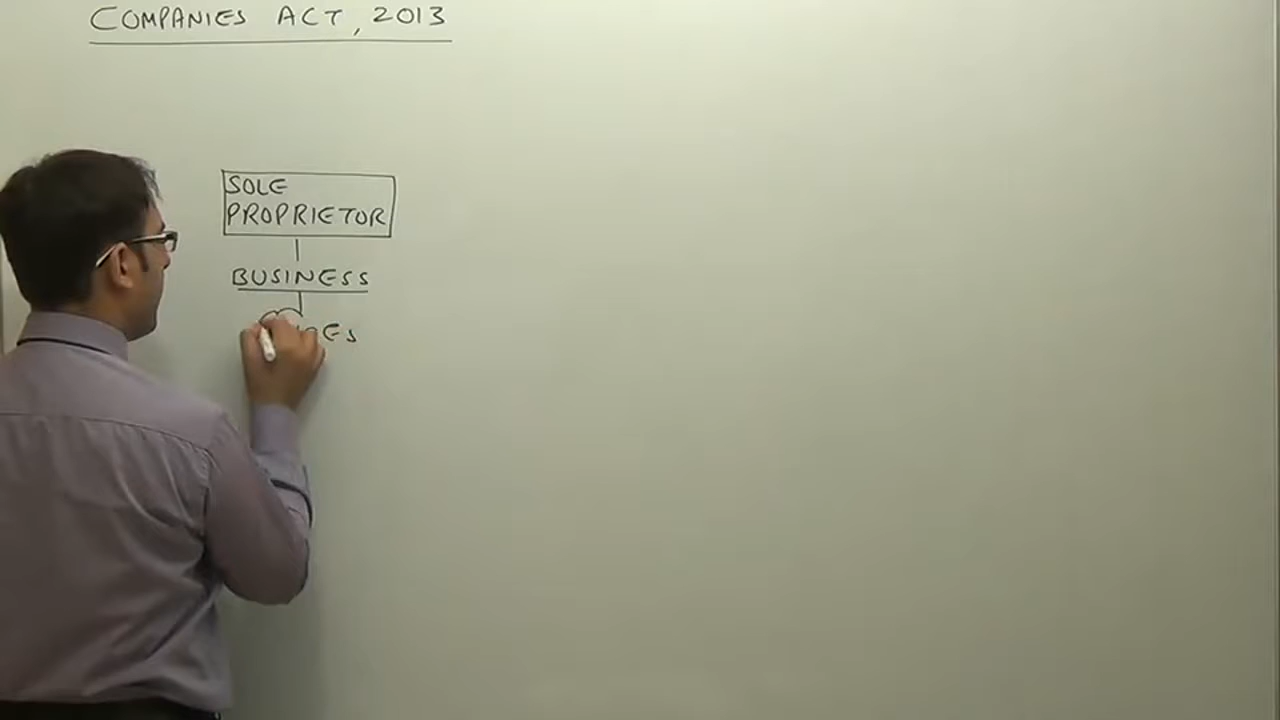 COMPANIES ACT, 2013
SOLE
PROPRIETOR
BUSINESS